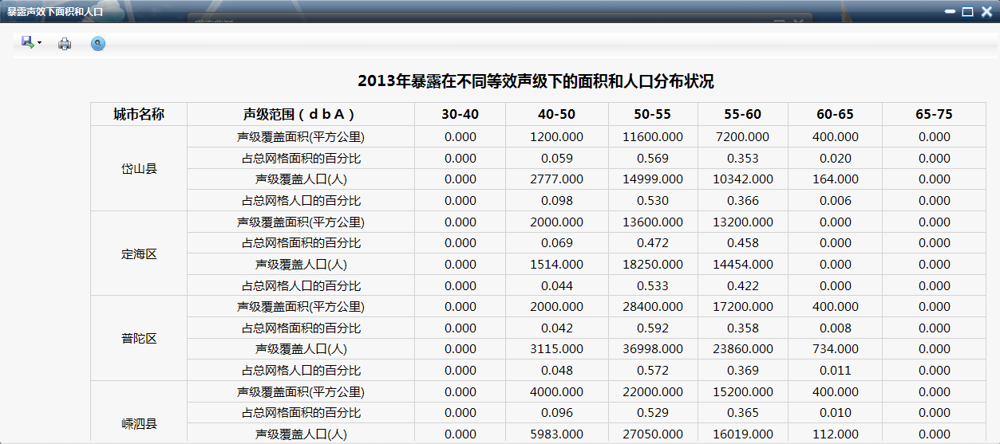 暴露声效下面积和人口
2013年暴露在不同等效声级下的面积和人口分布状况
城市名称 声级范围（ｄｂＡ） 30-40 40-50 50-55 55-60 60-65 65-75
岱山县
声级覆盖面积(平方公里) 0.000 1200.000 11600.000 7200.000 400.000 0.000
占总网格面积的百分比 0.000 0.059 0.569 0.353 0.020 0.000
声级覆盖人口(人) 0.000 2777.000 14999.000 10342.000 164.000 0.000
占总网格人口的百分比 0.000 0.098 0.530 0.366 0.006 0.000
定海区
声级覆盖面积(平方公里) 0.000 2000.000 13600.000 13200.000 0.000 0.000
占总网格面积的百分比 0.000 0.069 0.472 0.458 0.000 0.000
声级覆盖人口(人) 0.000 1514.000 18250.000 14454.000 0.000 0.000
占总网格人口的百分比 0.000 0.044 0.533 0.422 0.000 0.000
普陀区
声级覆盖面积(平方公里) 0.000 2000.000 28400.000 17200.000 400.000 0.000
占总网格面积的百分比 0.000 0.042 0.592 0.358 0.008 0.000
声级覆盖人口(人) 0.000 3115.000 36998.000 23860.000 734.000 0.000
占总网格人口的百分比 0.000 0.048 0.572 0.369 0.011 0.000
嵊泗县
声级覆盖面积(平方公里) 0.000 4000.000 22000.000 15200.000 400.000 0.000
占总网格面积的百分比 0.000 0.096 0.529 0.365 0.010 0.000
声级覆盖人口(人) 0.000 5983.000 27050.000 16019.000 112.000 0.000